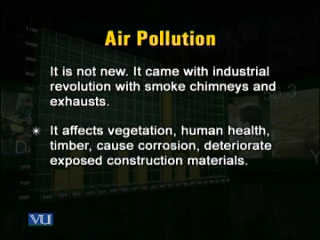 Air Pollution
It is not new. It came with industrial
revolution with smoke chimneys and
exhausts.
It affects vegetation, human health,
timber, cause corrosion, deteriorate
exposed construction materials.
VU